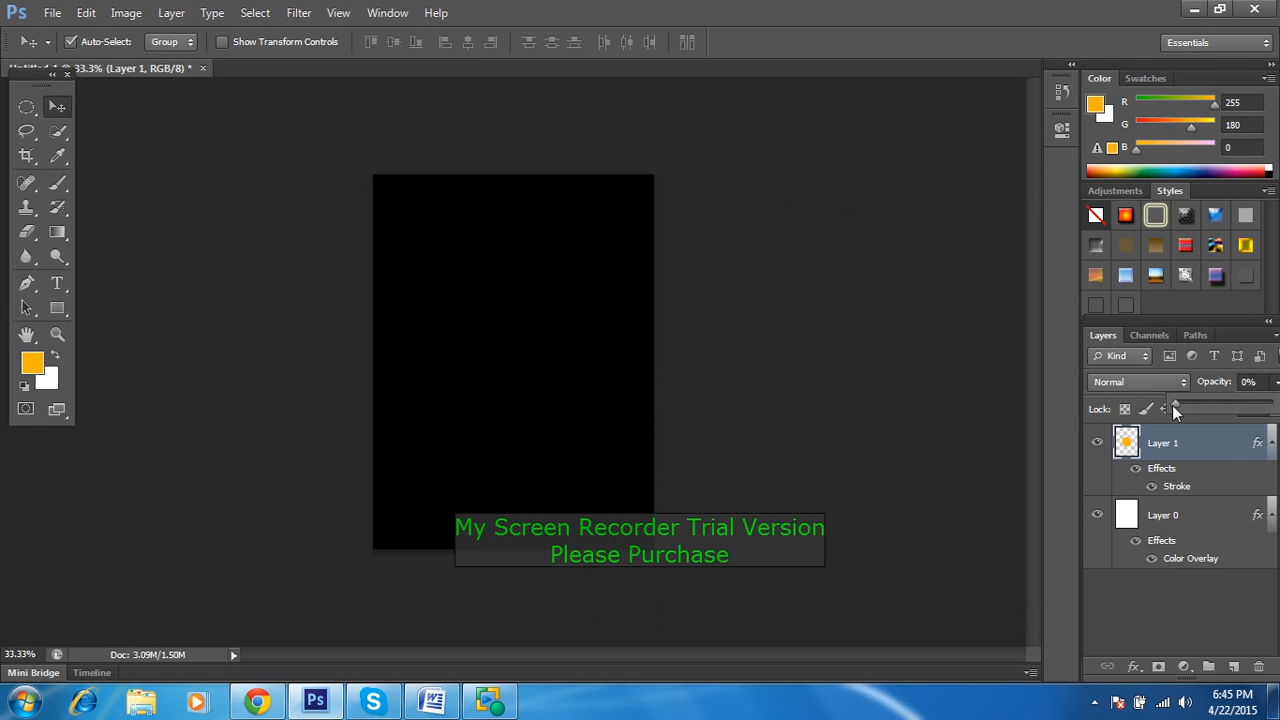 Ps File Edit Image Layer Type Select Filter View Window Help
Auto-Select: Group Show Transform Controls Essentials
@ 33.3% (Layer 1, RGB/8) * ×
Color Swatches
R 255
G 180
B 0
Adjustments Styles
Layers Channels Paths
Kind
Normal Opacity: 0%
Lock:
Layer 1 fx
Effects
Stroke
Layer 0 fx
Effects
Color Overlay
My Screen Recorder Trial Version
Please Purchase
33.33% Doc: 3.09M/1.50M
Mini Bridge Timeline
6:45 PM
4/22/2015